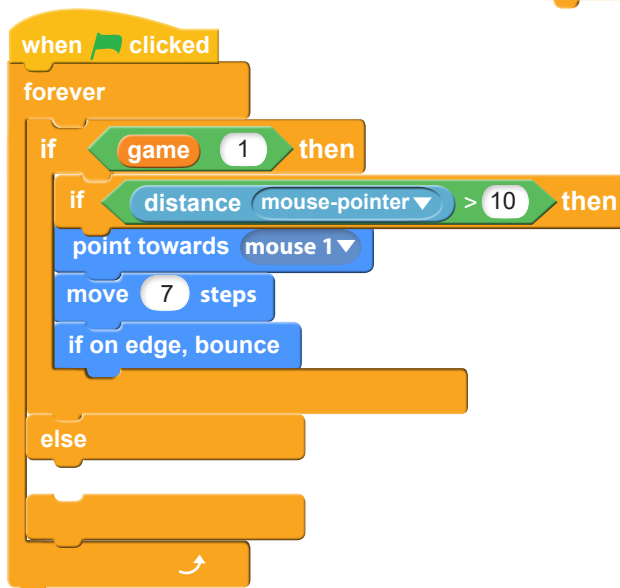 when clicked
forever
if game 1 then
if distance mouse-pointer > 10 then
point towards mouse 1
move 7 steps
if on edge, bounce
else